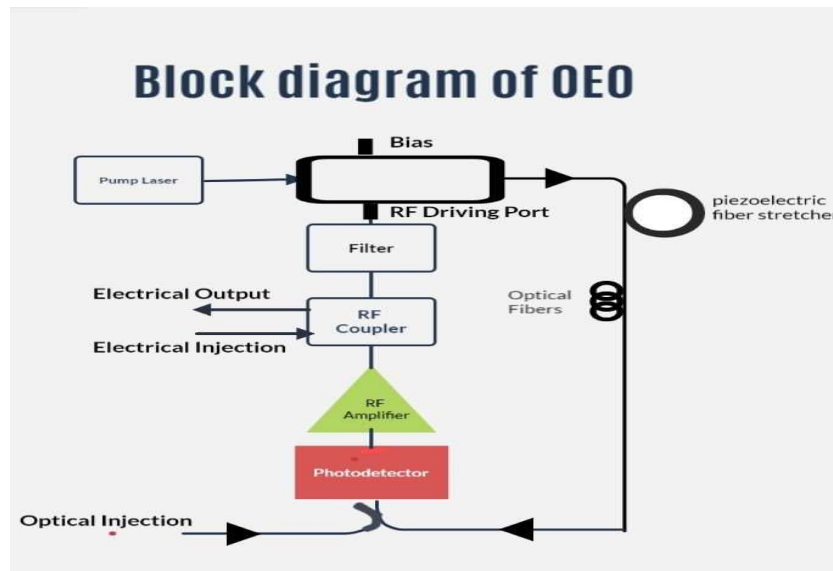 Block diagram of OEO
Bias
Pump Laser
RF Driving Port
piezoelectric
fiber stretcher
Filter
Electrical Output
Optical
Fibers
RF
Coupler
Electrical Injection
RF
Amplifier
Photodetector
Optical Injection